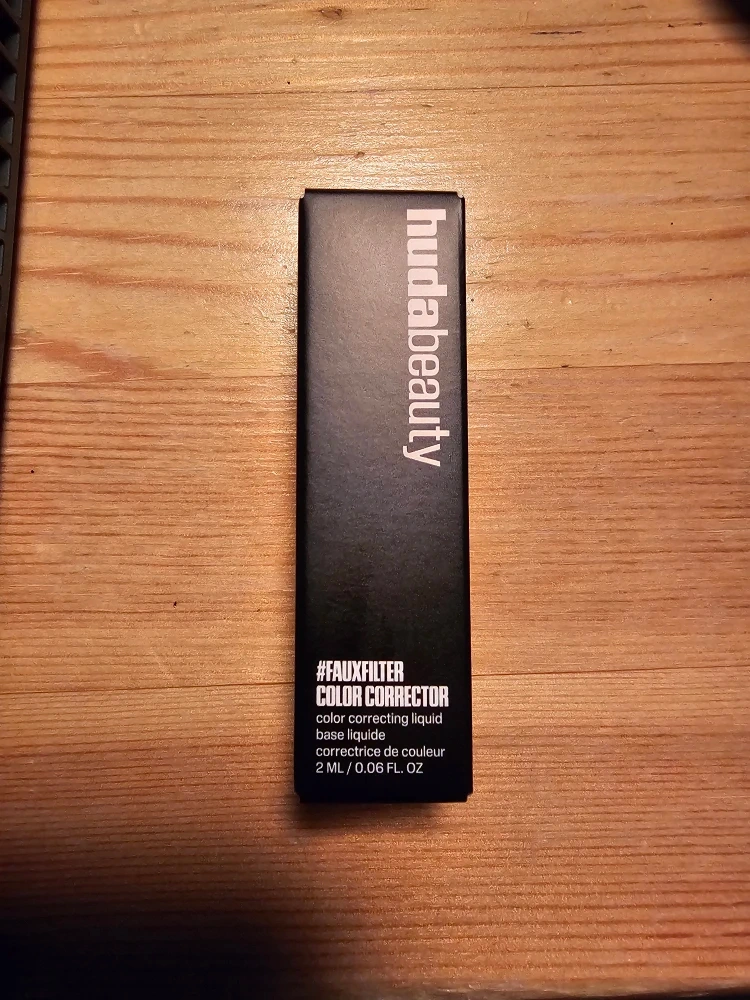 hudabeauty
#FAUXFILTER
COLOR CORRECTOR
color correcting liquid
base liquide
correctrice de couleur
2 ML / 0.06 FL. OZ